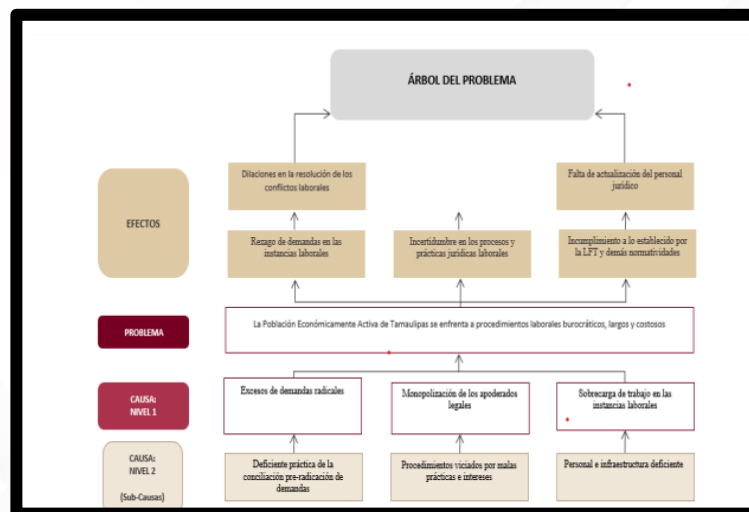 ÁRBOL DEL PROBLEMA
EFECTOS
Dilaciones en la resolución de los
conflictos laborales
Falta de actualización del personal
jurídico
Rezago de demandas en las
instancias laborales
Incertidumbre en los procesos y
prácticas jurídicas laborales
Incumplimiento a lo establecido por
la LFT y demás normatividades
PROBLEMA
La Población Económicamente Activa de Tamaulipas se enfrenta a procedimientos laborales burocráticos, largos y costosos
CAUSA:
NIVEL 1
Excesos de demandas radicales
Monopolización de los apoderados
legales
Sobrecarga de trabajo en las
instancias laborales
CAUSA:
NIVEL 2
(Sub-Causas)
Deficiente práctica de la
conciliación pre-radicación de
demandas
Procedimientos viciados por malas
prácticas e intereses
Personal e infraestructura deficiente